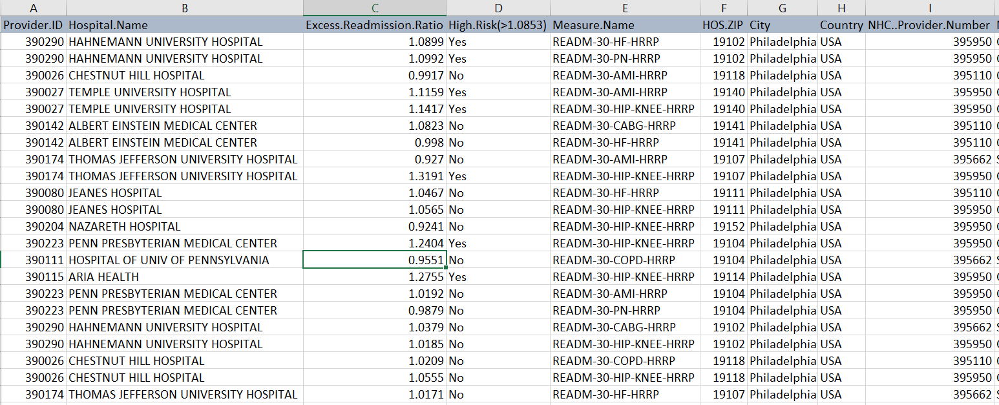 A B C D E F G H I
Provider.ID Hospital.Name Excess.Readmission.Ratio High.Risk(>1.0853) Measure.Name HOS.ZIP City Country NHC..Provider.Number
390290 HAHNEMANN UNIVERSITY HOSPITAL 1.0899 Yes READM-30-HF-HRRP 19102 Philadelphia USA 395950
390290 HAHNEMANN UNIVERSITY HOSPITAL 1.0992 Yes READM-30-PN-HRRP 19102 Philadelphia USA 395950
390026 CHESTNUT HILL HOSPITAL 0.9917 No READM-30-AMI-HRRP 19118 Philadelphia USA 395110
390027 TEMPLE UNIVERSITY HOSPITAL 1.1159 Yes READM-30-AMI-HRRP 19140 Philadelphia USA 395950
390027 TEMPLE UNIVERSITY HOSPITAL 1.1417 Yes READM-30-HIP-KNEE-HRRP 19140 Philadelphia USA 395950
390142 ALBERT EINSTEIN MEDICAL CENTER 1.0823 No READM-30-CABG-HRRP 19141 Philadelphia USA 395110
390142 ALBERT EINSTEIN MEDICAL CENTER 0.998 No READM-30-HF-HRRP 19141 Philadelphia USA 395110
390174 THOMAS JEFFERSON UNIVERSITY HOSPITAL 0.927 No READM-30-AMI-HRRP 19107 Philadelphia USA 395662
390174 THOMAS JEFFERSON UNIVERSITY HOSPITAL 1.3191 Yes READM-30-HIP-KNEE-HRRP 19107 Philadelphia USA 395950
390080 JEANES HOSPITAL 1.0467 No READM-30-HF-HRRP 19111 Philadelphia USA 395110
390080 JEANES HOSPITAL 1.0565 No READM-30-HIP-KNEE-HRRP 19111 Philadelphia USA 395950
390204 NAZARETH HOSPITAL 0.9241 No READM-30-HIP-KNEE-HRRP 19152 Philadelphia USA 395950
390223 PENN PRESBYTERIAN MEDICAL CENTER 1.2404 Yes READM-30-HIP-KNEE-HRRP 19104 Philadelphia USA 395950
390111 HOSPITAL OF UNIV OF PENNSYLVANIA 0.9551 No READM-30-COPD-HRRP 19104 Philadelphia USA 395662
390115 ARIA HEALTH 1.2755 Yes READM-30-HIP-KNEE-HRRP 19114 Philadelphia USA 395950
390223 PENN PRESBYTERIAN MEDICAL CENTER 1.0192 No READM-30-AMI-HRRP 19104 Philadelphia USA 395950
390223 PENN PRESBYTERIAN MEDICAL CENTER 0.9879 No READM-30-PN-HRRP 19104 Philadelphia USA 395950
390290 HAHNEMANN UNIVERSITY HOSPITAL 1.0379 No READM-30-CABG-HRRP 19102 Philadelphia USA 395662
390290 HAHNEMANN UNIVERSITY HOSPITAL 1.0185 No READM-30-HIP-KNEE-HRRP 19102 Philadelphia USA 395950
390026 CHESTNUT HILL HOSPITAL 1.0209 No READM-30-COPD-HRRP 19118 Philadelphia USA 395110
390026 CHESTNUT HILL HOSPITAL 1.0555 No READM-30-HIP-KNEE-HRRP 19118 Philadelphia USA 395950
390174 THOMAS JEFFERSON UNIVERSITY HOSPITAL 1.0171 No READM-30-HF-HRRP 19107 Philadelphia USA 395662